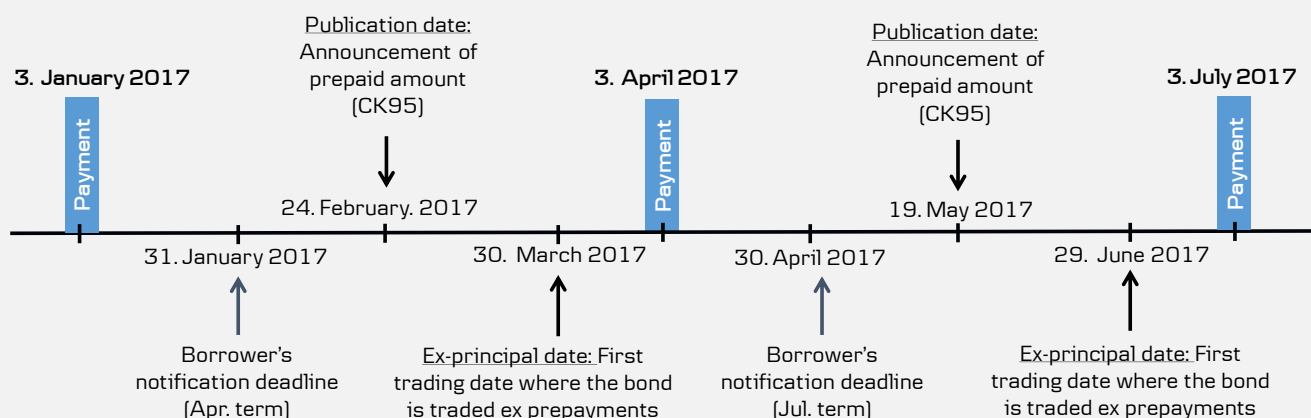 Publication date:
Announcement of
prepaid amount
(CK95)
Publication date:
Announcement of
prepaid amount
(CK95)
3. January 2017
3. April 2017
3. July 2017
Payment
Payment
Payment
24. February. 2017
19. May 2017
31. January 2017
30. March 2017
30. April 2017
29. June 2017
Borrower's
notification deadline
(Apr. term)
Ex-principal date: First
trading date where the bond
is traded ex prepayments
Borrower's
notification deadline
(Jul. term)
Ex-principal date: First
trading date where the bond
is traded ex prepayments